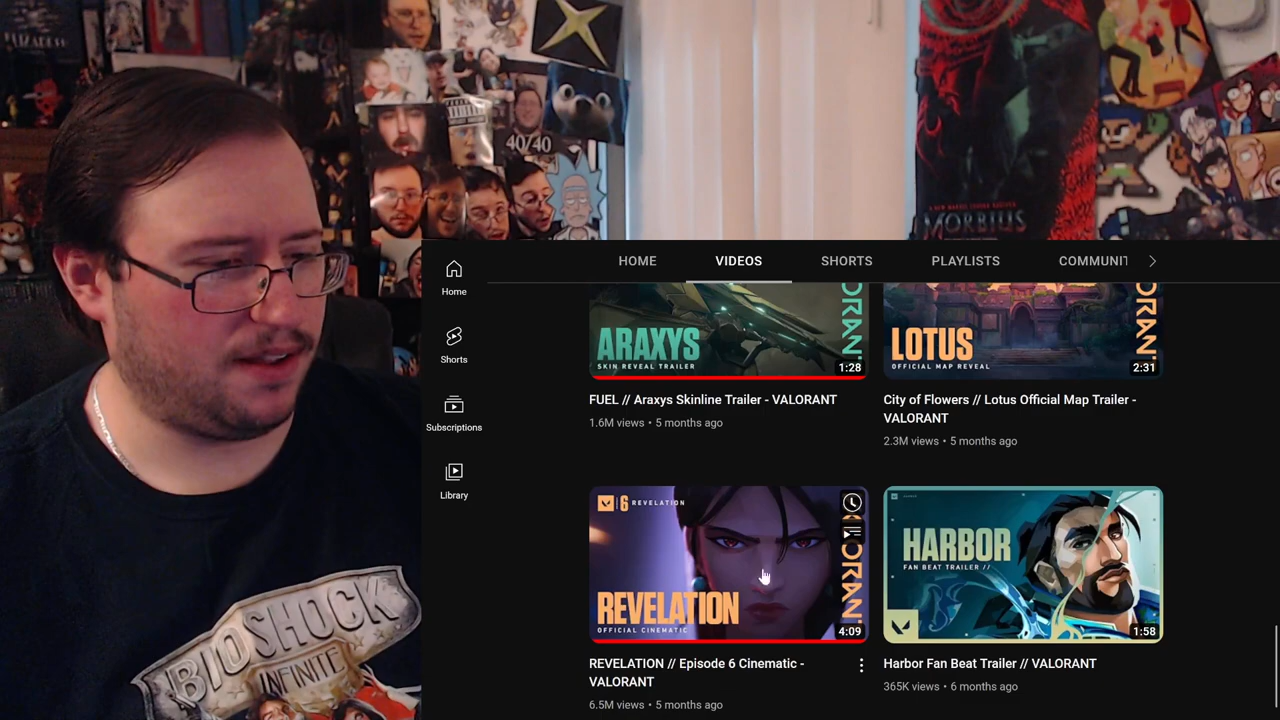 40/40
MORBIUS
BIOSHOCK
INFINITE
HOME VIDEOS SHORTS PLAYLISTS COMMUNIT
Home
Shorts
Subscriptions
Library
ARAXYS
SKIN REVEAL TRAILER
1:28
FUEL // Araxys Skinline Trailer - VALORANT
1.6M views • 5 months ago
LOTUS
OFFICIAL MAP REVEAL
2:31
City of Flowers // Lotus Official Map Trailer -
VALORANT
2.3M views • 5 months ago
6 REVELATION
REVELATION
OFFICIAL CINEMATIC
4:09
REVELATION // Episode 6 Cinematic -
VALORANT
6.5M views • 5 months ago
HARBOR
FAN BEAT TRAILER //
1:58
Harbor Fan Beat Trailer // VALORANT
365K views • 6 months ago